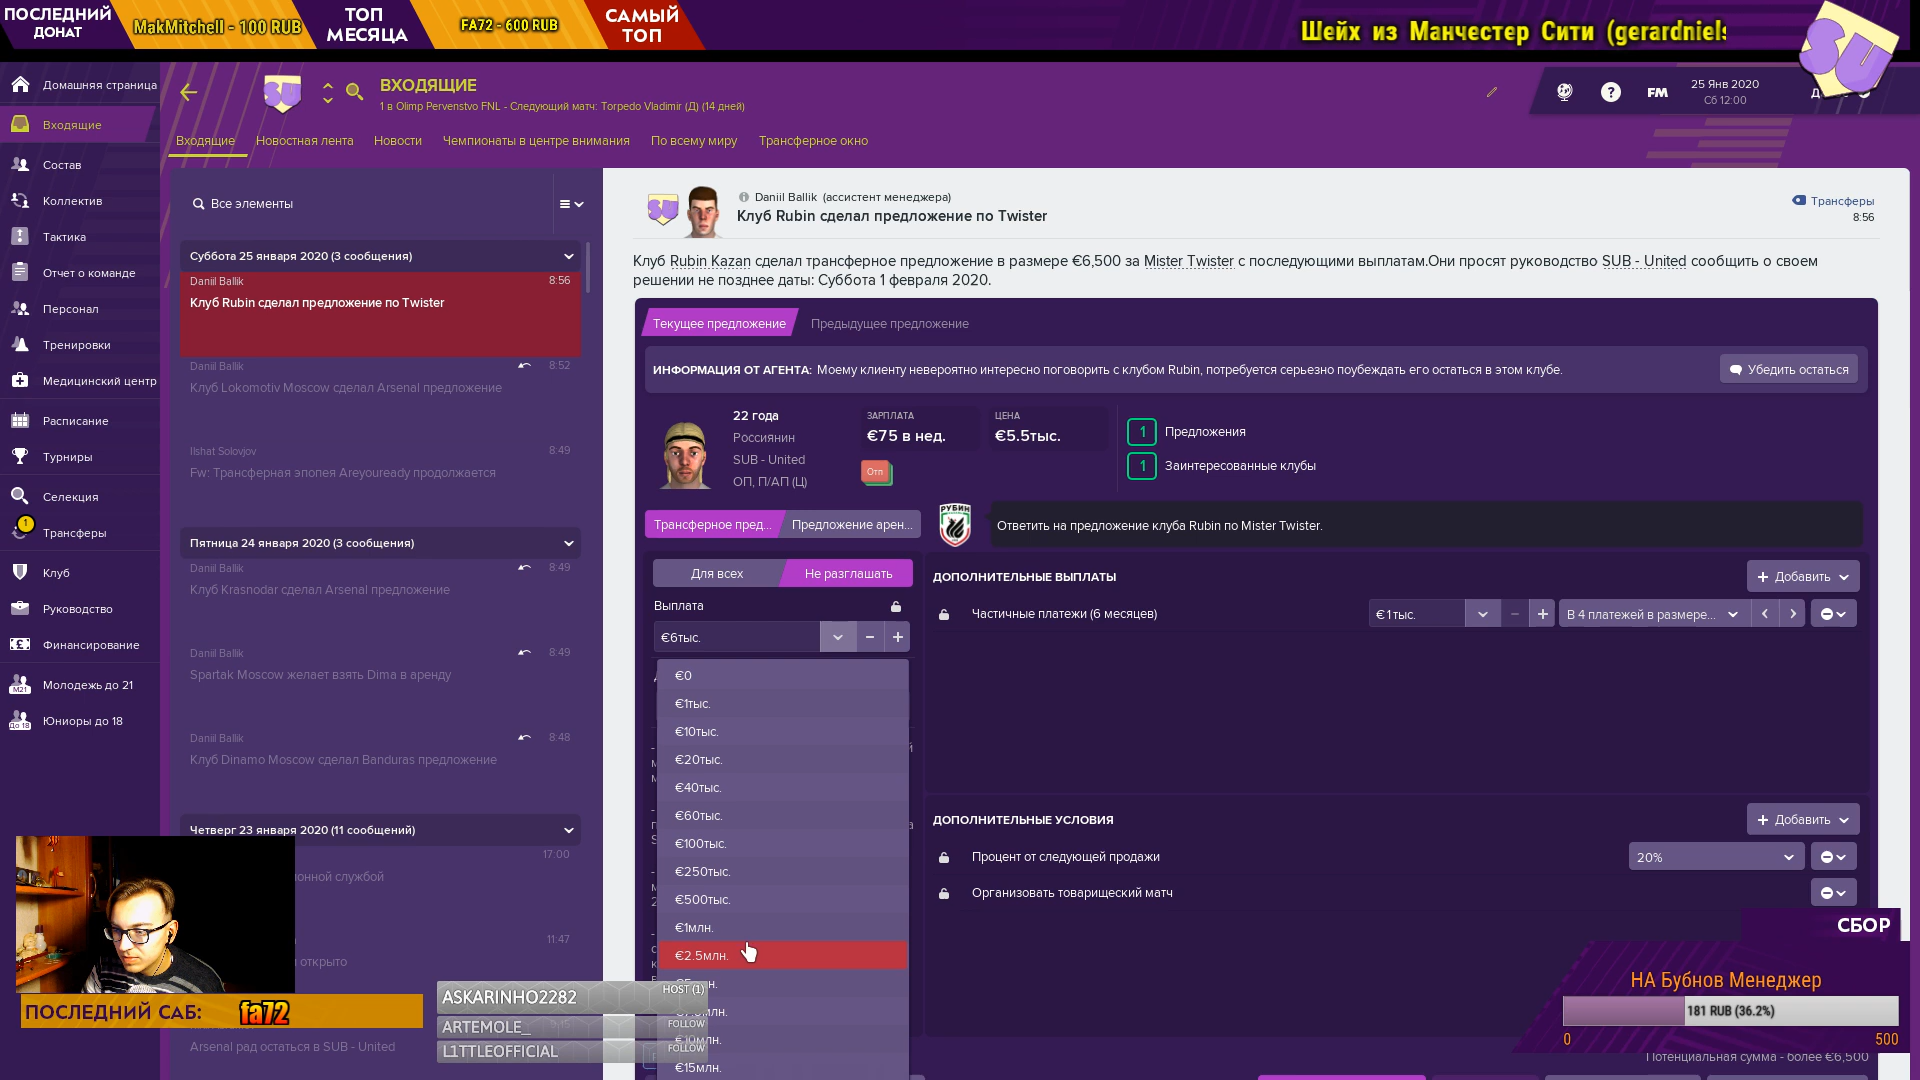 ПОСЛЕДНИЙ ДОНАТ
MakMitchell - 100 RUB
ТОП МЕСЯЦА
FA72 - 600 RUB
САМЫЙ ТОП
Шейх из Манчестер Сити (gerardniels
SU
Домашняя страница
Входящие
Состав
Коллектив
Тактика
Отчет о команде
Персонал
Тренировки
Медицинский центр
Расписание
Турниры
Селекция
1
Трансферы
Клуб
Руководство
Финансирование
Молодежь до 21
Юниоры до 18
ВХОДЯЩИЕ
1 в Olimp Pervenstvo FNL - Следующий матч: Torpedo Vladimir (Д) (14 дней)
FM
25 Янв 2020
Сб 12:00
Входящие
Новостная лента
Новости
Чемпионаты в центре внимания
По всему миру
Трансферное окно
Все элементы
Суббота 25 января 2020 (3 сообщения)
Daniil Ballik 8:56
Клуб Rubin сделал предложение по Twister
Daniil Ballik 8:52
Клуб Lokomotiv Moscow сделал Arsenal предложение
Ilshat Solovjov 8:49
Fw: Трансферная эпопея Areyouready продолжается
Пятница 24 января 2020 (3 сообщения)
Daniil Ballik 8:49
Клуб Krasnodar сделал Arsenal предложение
Daniil Ballik 8:49
Spartak Moscow желает взять Dima в аренду
Daniil Ballik 8:48
Клуб Dinamo Moscow сделал Banduras предложение
Четверг 23 января 2020 (11 сообщений)
17:00
онной службой
11:47
открыто
Arsenal рад остаться в SUB - United
Daniil Ballik (ассистент менеджера)
Клуб Rubin сделал предложение по Twister
Трансферы
8:56
Клуб Rubin Kazan сделал трансферное предложение в размере €6,500 за Mister Twister с последующими выплатам.Они просят руководство SUB - United сообщить о своем
решении не позднее даты: Суббота 1 февраля 2020.
Текущее предложение
Предыдущее предложение
ИНФОРМАЦИЯ ОТ АГЕНТА: Моему клиенту невероятно интересно поговорить с клубом Rubin, потребуется серьезно поубеждать его остаться в этом клубе.
Убедить остаться
22 года
Россиянин
SUB - United
ОП, П/АП (Ц)
ЗАРПЛАТА
€75 в нед.
ЦЕНА
€5.5тыс.
Отп
1 Предложения
1 Заинтересованные клубы
Трансферное пред...
Предложение арен...
РУБИН
Ответить на предложение клуба Rubin по Mister Twister.
Для всех
Не разглашать
Выплата
€6тыс.
€0
€1тыс.
€10тыс.
€20тыс.
€40тыс.
€60тыс.
€100тыс.
€250тыс.
€500тыс.
€1млн.
€2.5млн.
€15млн.
ДОПОЛНИТЕЛЬНЫЕ ВЫПЛАТЫ
Добавить
Частичные платежи (6 месяцев)
€1тыс.
В 4 платежей в размере...
ДОПОЛНИТЕЛЬНЫЕ УСЛОВИЯ
Добавить
Процент от следующей продажи
20%
Организовать товарищеский матч
Потенциальная сумма - более €6,500
ПОСЛЕДНИЙ САБ: fa72
ASKARINHO2282 HOST (1)
ARTEMOLE_ FOLLOW
L1TTLEOFFICIAL FOLLOW
СБОР
НА Бубнов Менеджер
181 RUB (36.2%)
0 500